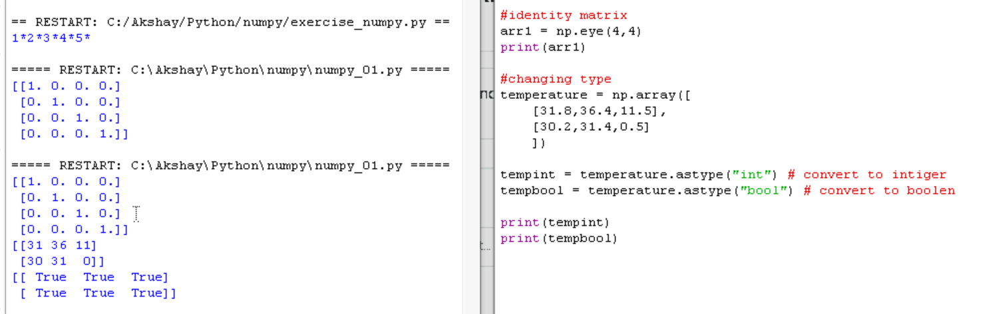 == RESTART: C:/Akshay/Python/numpy/exercise_numpy.py ==
1*2*3*4*5*
===== RESTART: C:\Akshay\Python\numpy\numpy_01.py =====
[[1. 0. 0. 0.]
 [0. 1. 0. 0.]
 [0. 0. 1. 0.]
 [0. 0. 0. 1.]]
===== RESTART: C:\Akshay\Python\numpy\numpy_01.py =====
[[1. 0. 0. 0.]
 [0. 1. 0. 0.]
 [0. 0. 1. 0.]
 [0. 0. 0. 1.]]
[[31 36 11]
 [30 31  0]]
[[ True  True  True]
 [ True  True  True]]
#identity matrix
arr1 = np.eye(4,4)
print(arr1)
#changing type
temperature = np.array([
    [31.8,36.4,11.5],
    [30.2,31.4,0.5]
    ])
tempint = temperature.astype("int") # convert to intiger
tempbool = temperature.astype("bool") # convert to boolen
print(tempint)
print(tempbool)